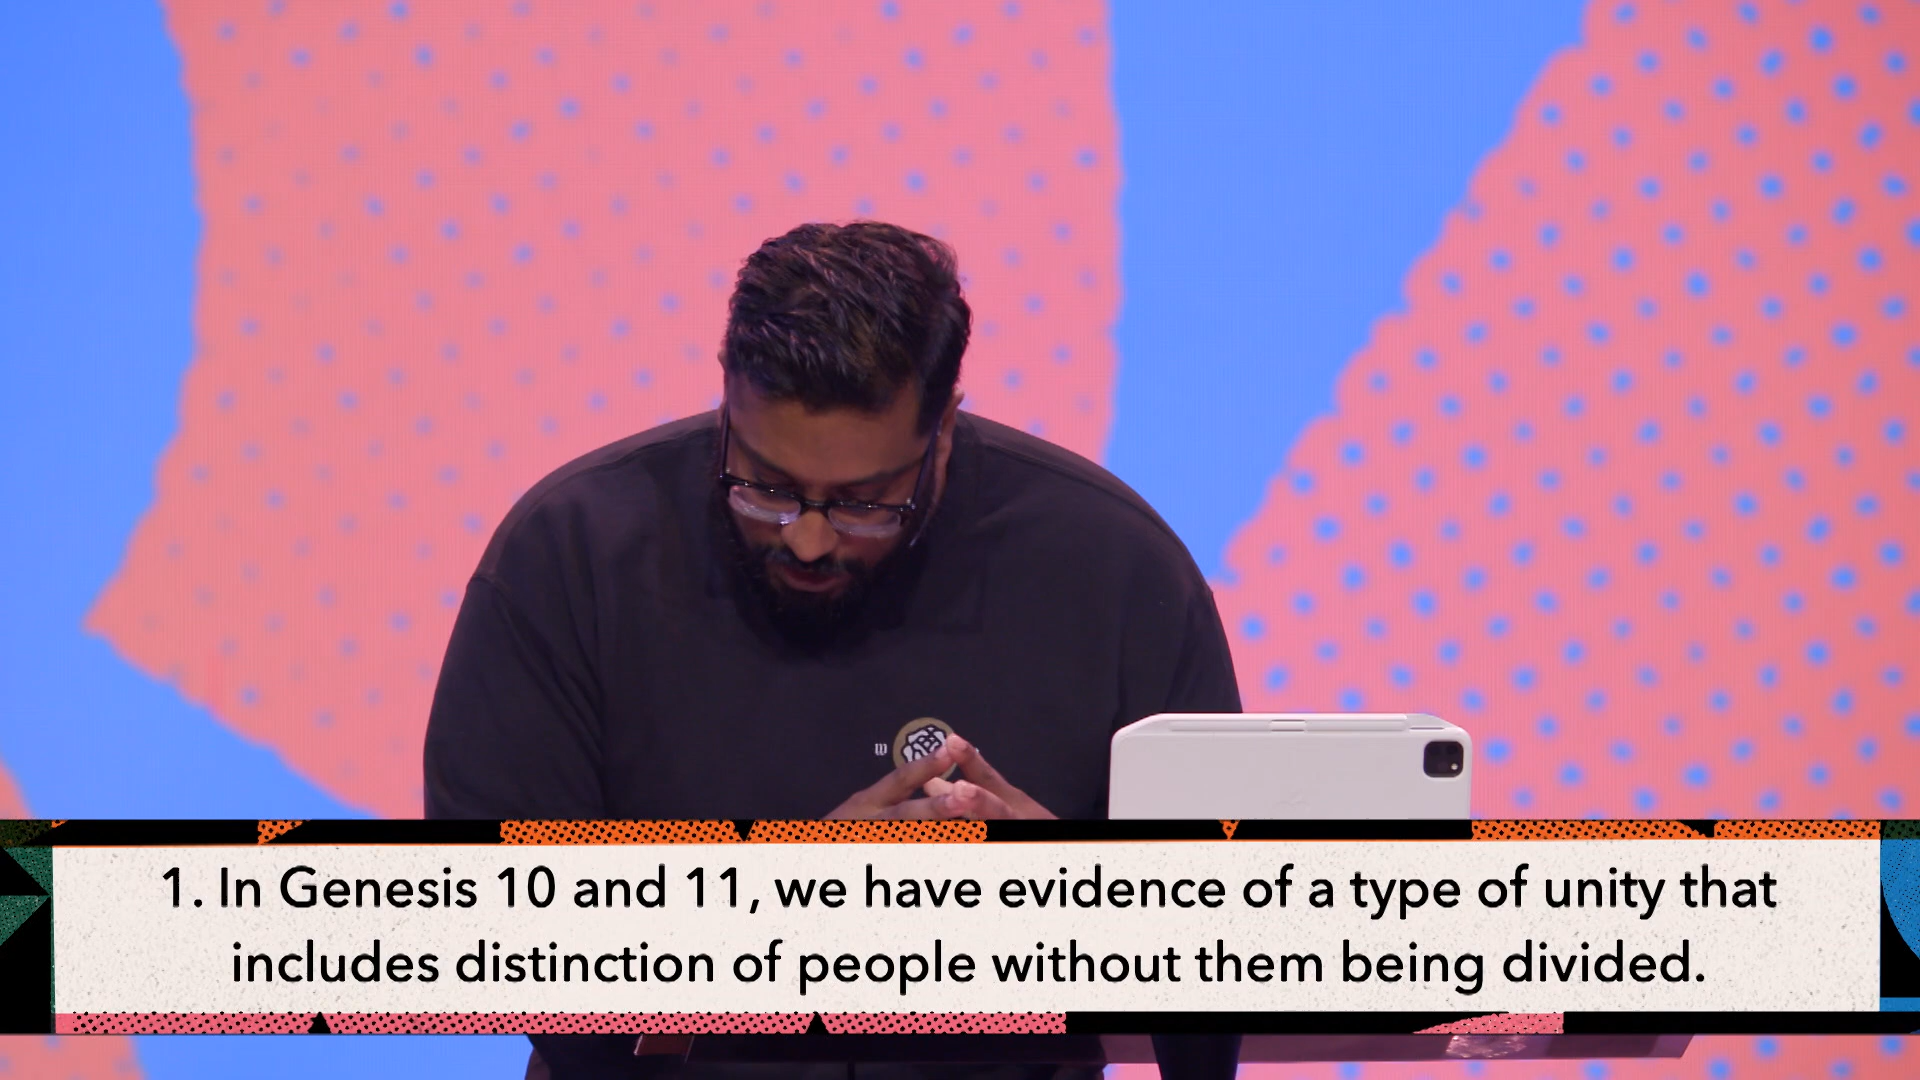 1. In Genesis 10 and 11, we have evidence of a type of unity that
includes distinction of people without them being divided.